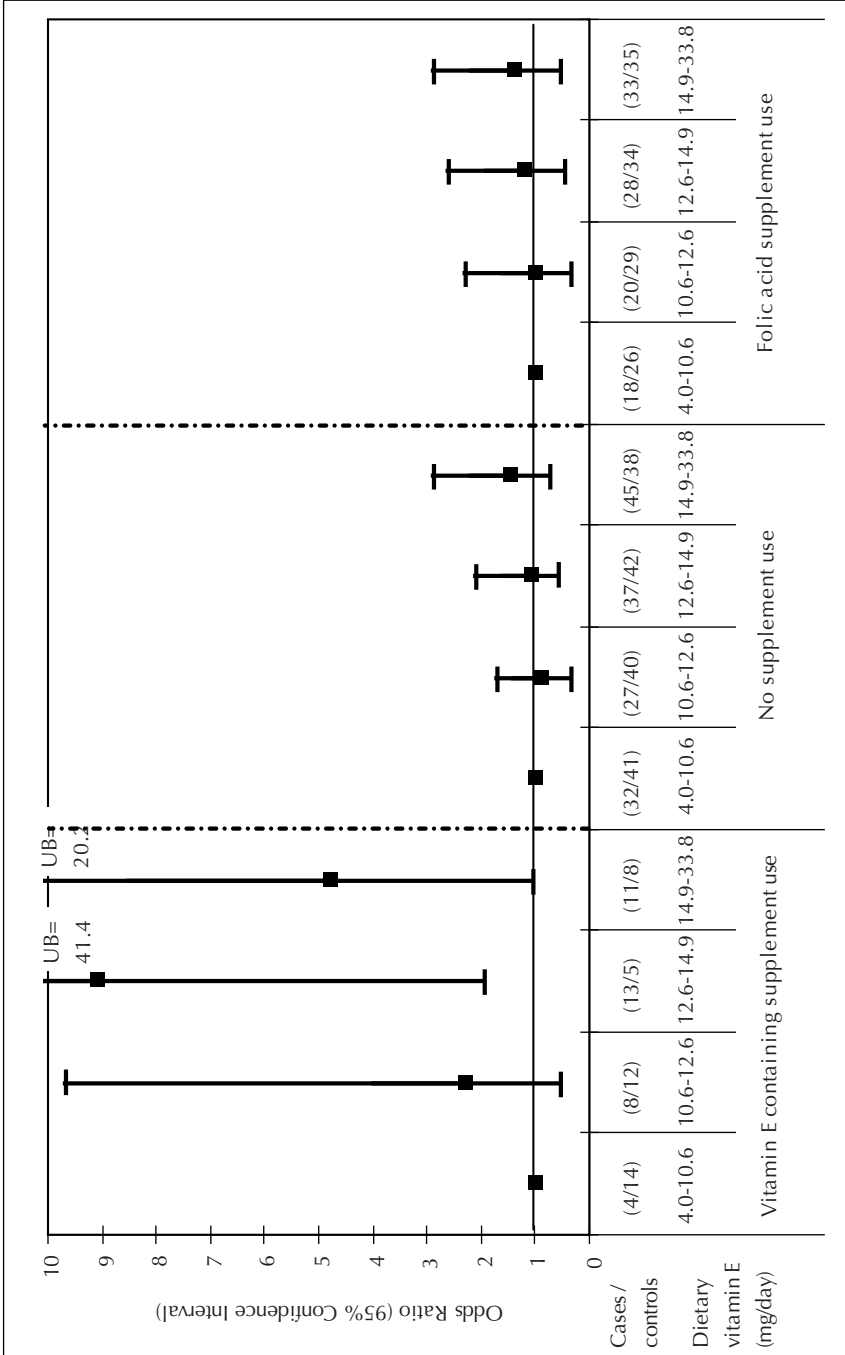 Odds Ratio (95% Confidence Interval)
10
9
8
7
6
5
4
3
2
1
0
UB=
41.4
UB=
20.2
Cases /
controls
(4/14) (8/12) (13/5) (11/8) (32/41) (27/40) (37/42) (45/38) (18/26) (20/29) (28/34) (33/35)
Dietary
vitamin E
(mg/day)
4.0-10.6 10.6-12.6 12.6-14.9 14.9-33.8 4.0-10.6 10.6-12.6 12.6-14.9 14.9-33.8 4.0-10.6 10.6-12.6 12.6-14.9 14.9-33.8
Vitamin E containing supplement use No supplement use Folic acid supplement use